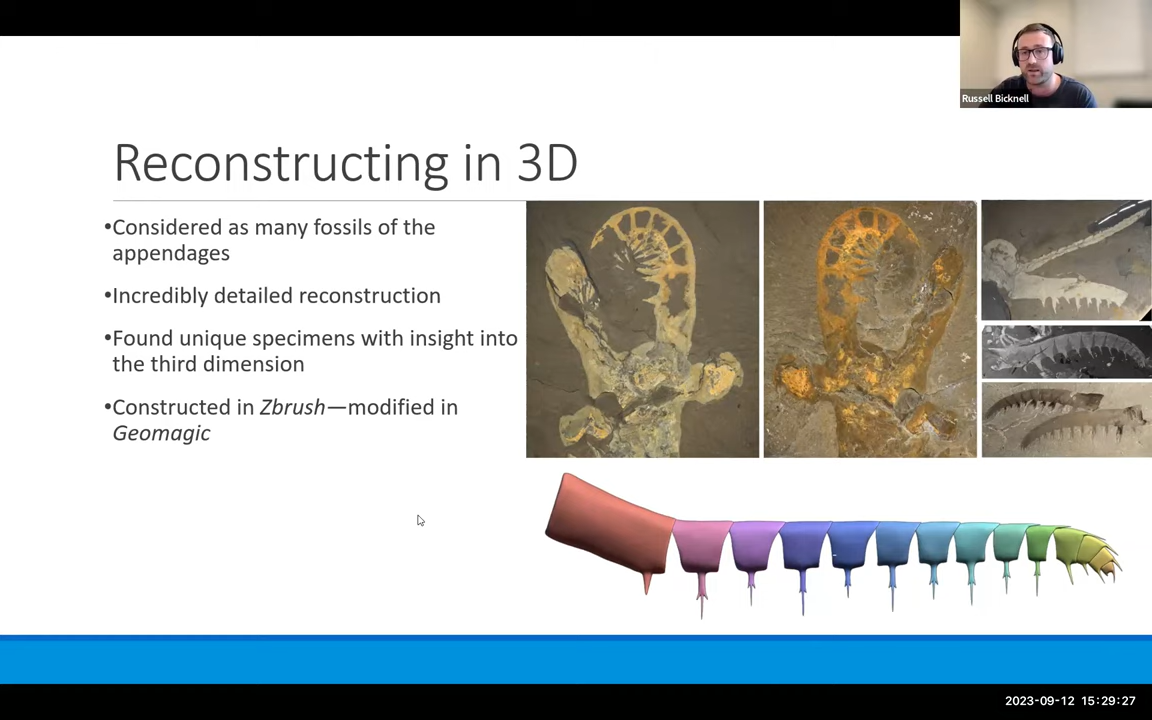 Russell Bicknell
Reconstructing in 3D
•Considered as many fossils of the
appendages
•Incredibly detailed reconstruction
•Found unique specimens with insight into
the third dimension
•Constructed in Zbrush—modified in
Geomagic
2023-09-12 15:29:27